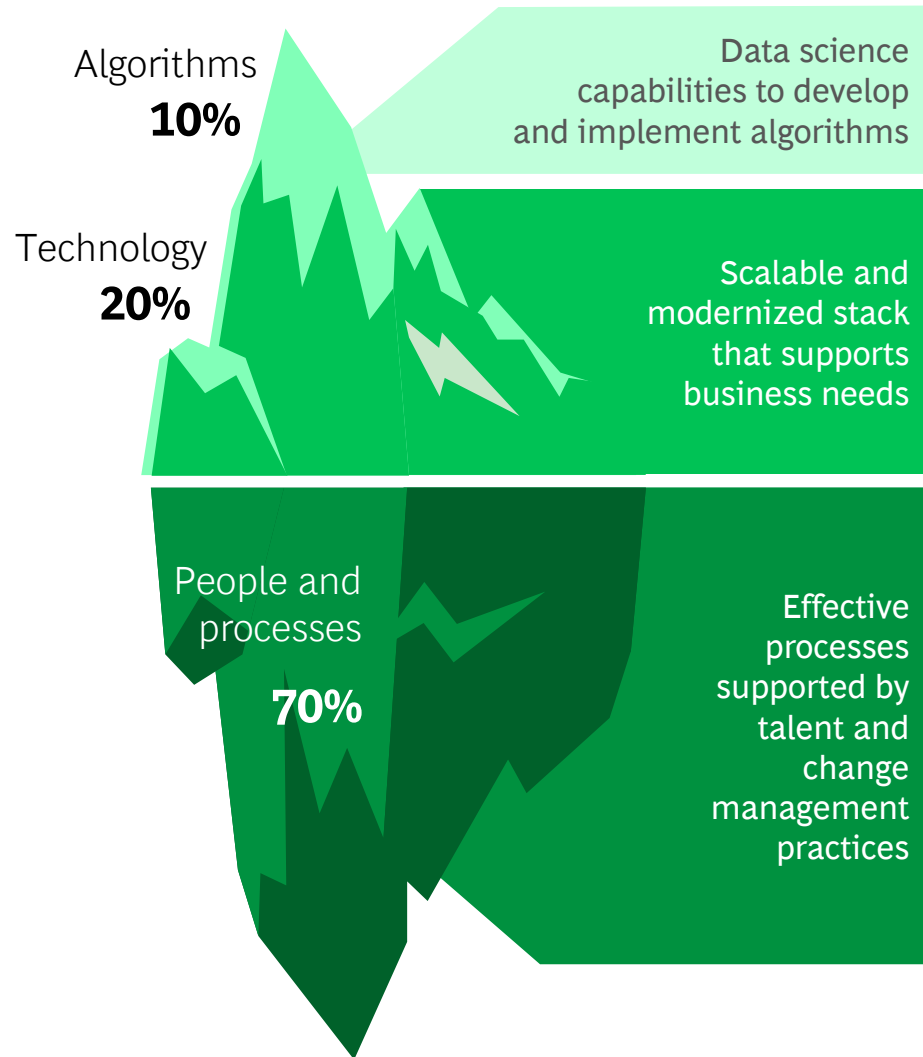 Algorithms
10%
Data science
capabilities to develop
and implement algorithms
Technology
20%
Scalable and
modernized stack
that supports
business needs
People and
processes
70%
Effective
processes
supported by
talent and
change
management
practices